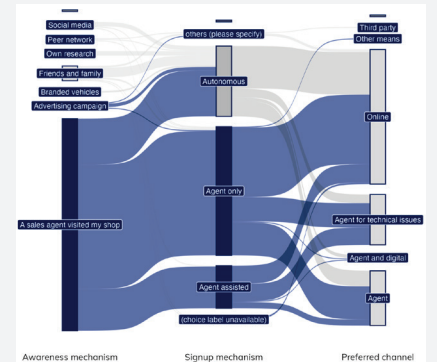 Social media
Peer network
Own research
Friends and family
Branded vehicles
Advertising campaign
A sales agent visited my shop
others (please specify)
Autonomous
Agent only
Agent assisted
(choice label unavailable)
Third party
Other means
Online
Agent for technical issues
Agent and digital
Agent
Awareness mechanism
Signup mechanism
Preferred channel